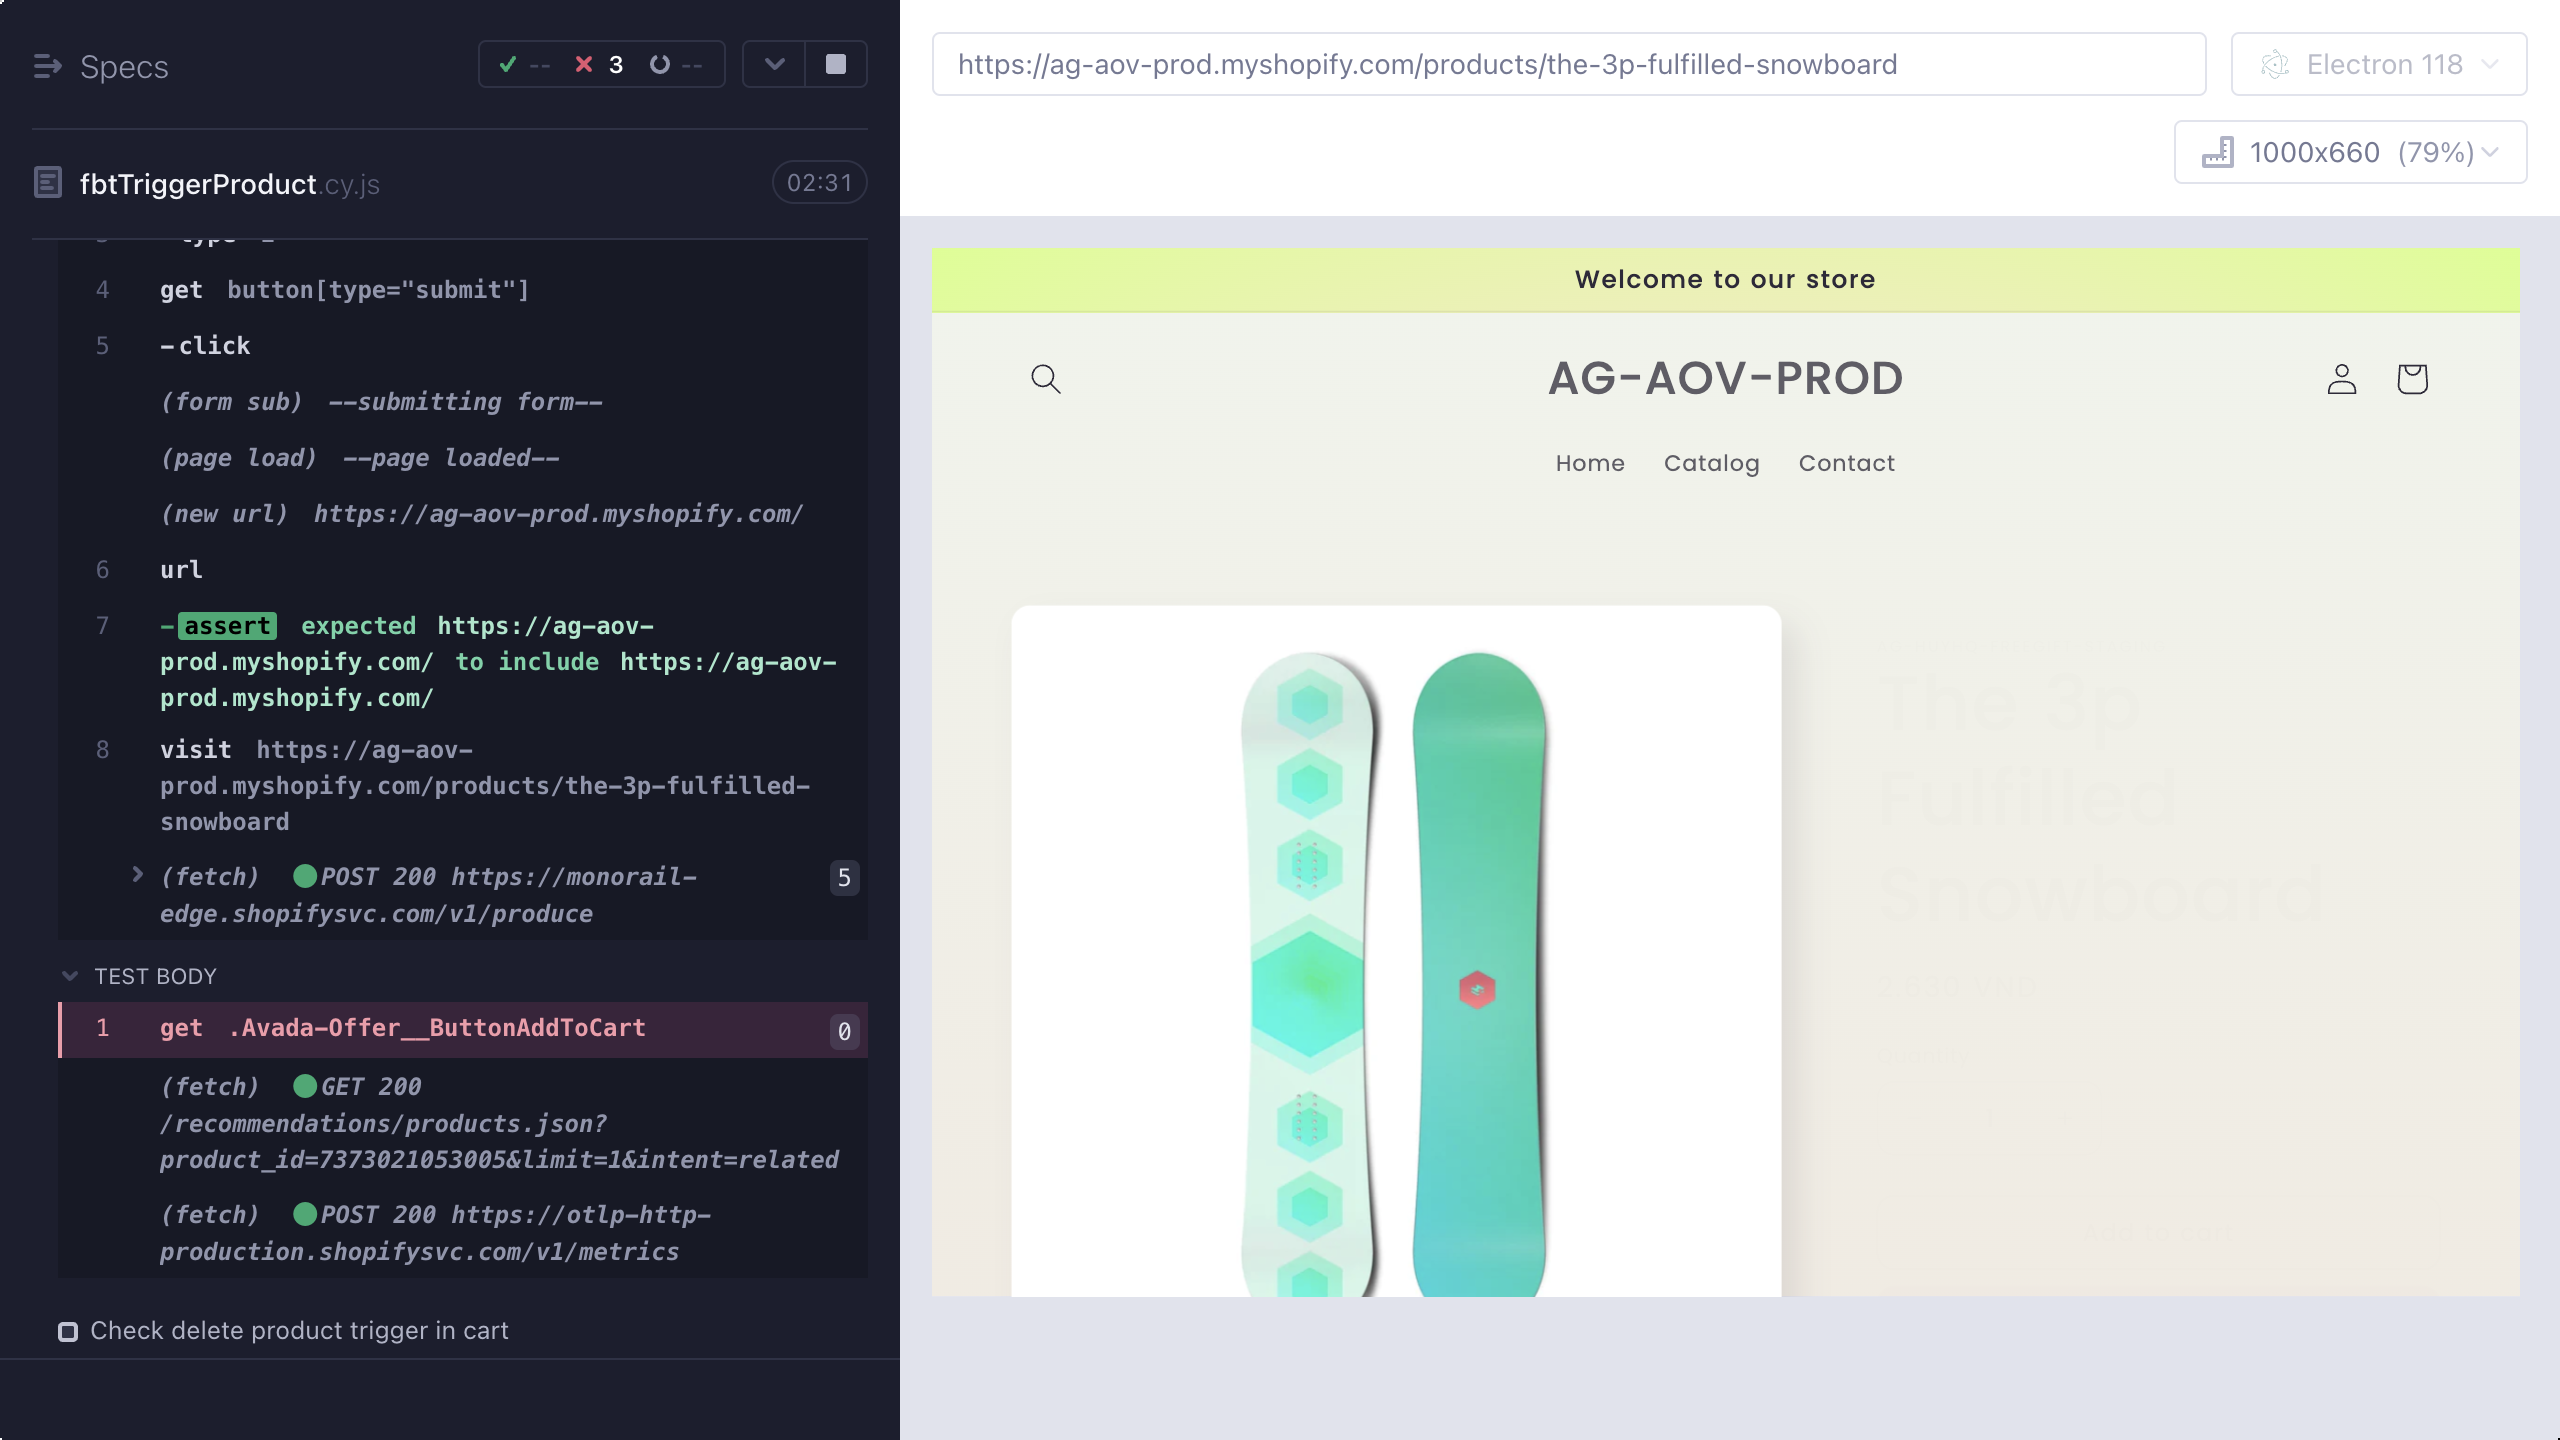 Specs
--
3
--
fbtTriggerProduct.cy.js
02:31
4 get button[type="submit"]
5 -click
(form sub) --submitting form--
(page load) --page loaded--
(new url) https://ag-aov-prod.myshopify.com/
6 url
7 -assert expected https://ag-aov-
prod.myshopify.com/ to include https://ag-aov-
prod.myshopify.com/
8 visit https://ag-aov-
prod.myshopify.com/products/the-3p-fulfilled-
snowboard
(fetch) POST 200 https://monorail-
edge.shopifysvc.com/v1/produce
5
TEST BODY
1 get .Avada-Offer__ButtonAddToCart
0
(fetch) GET 200
/recommendations/products.json?
product_id=7373021053005&limit=1&intent=related
(fetch) POST 200 https://otlp-http-
production.shopifysvc.com/v1/metrics
Check delete product trigger in cart
https://ag-aov-prod.myshopify.com/products/the-3p-fulfilled-snowboard
Electron 118
1000x660 (79%)
Welcome to our store
AG-AOV-PROD
Home Catalog Contact
The 3p
Fulfilled
Snowboard
Add to cart